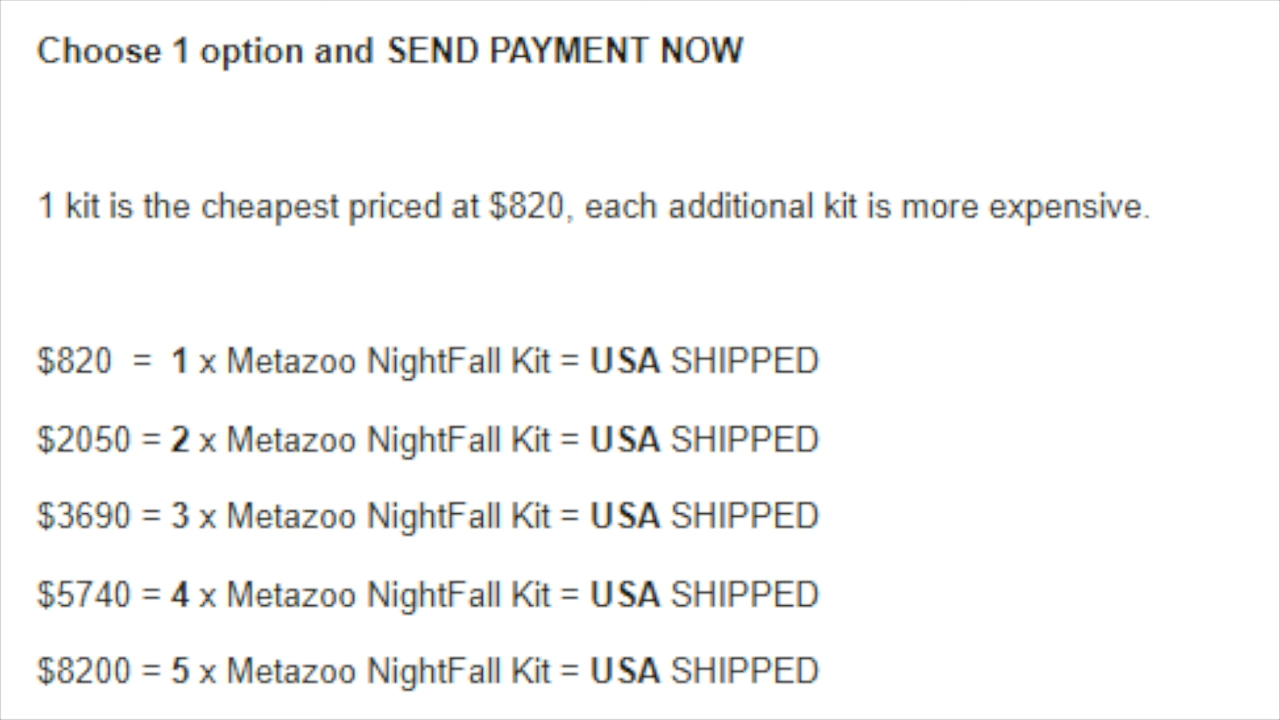 Choose 1 option and SEND PAYMENT NOW
1 kit is the cheapest priced at $820, each additional kit is more expensive.
$820 = 1 x Metazoo NightFall Kit = USA SHIPPED
$2050 = 2 x Metazoo NightFall Kit = USA SHIPPED
$3690 = 3 x Metazoo NightFall Kit = USA SHIPPED
$5740 = 4 x Metazoo NightFall Kit = USA SHIPPED
$8200 = 5 x Metazoo NightFall Kit = USA SHIPPED